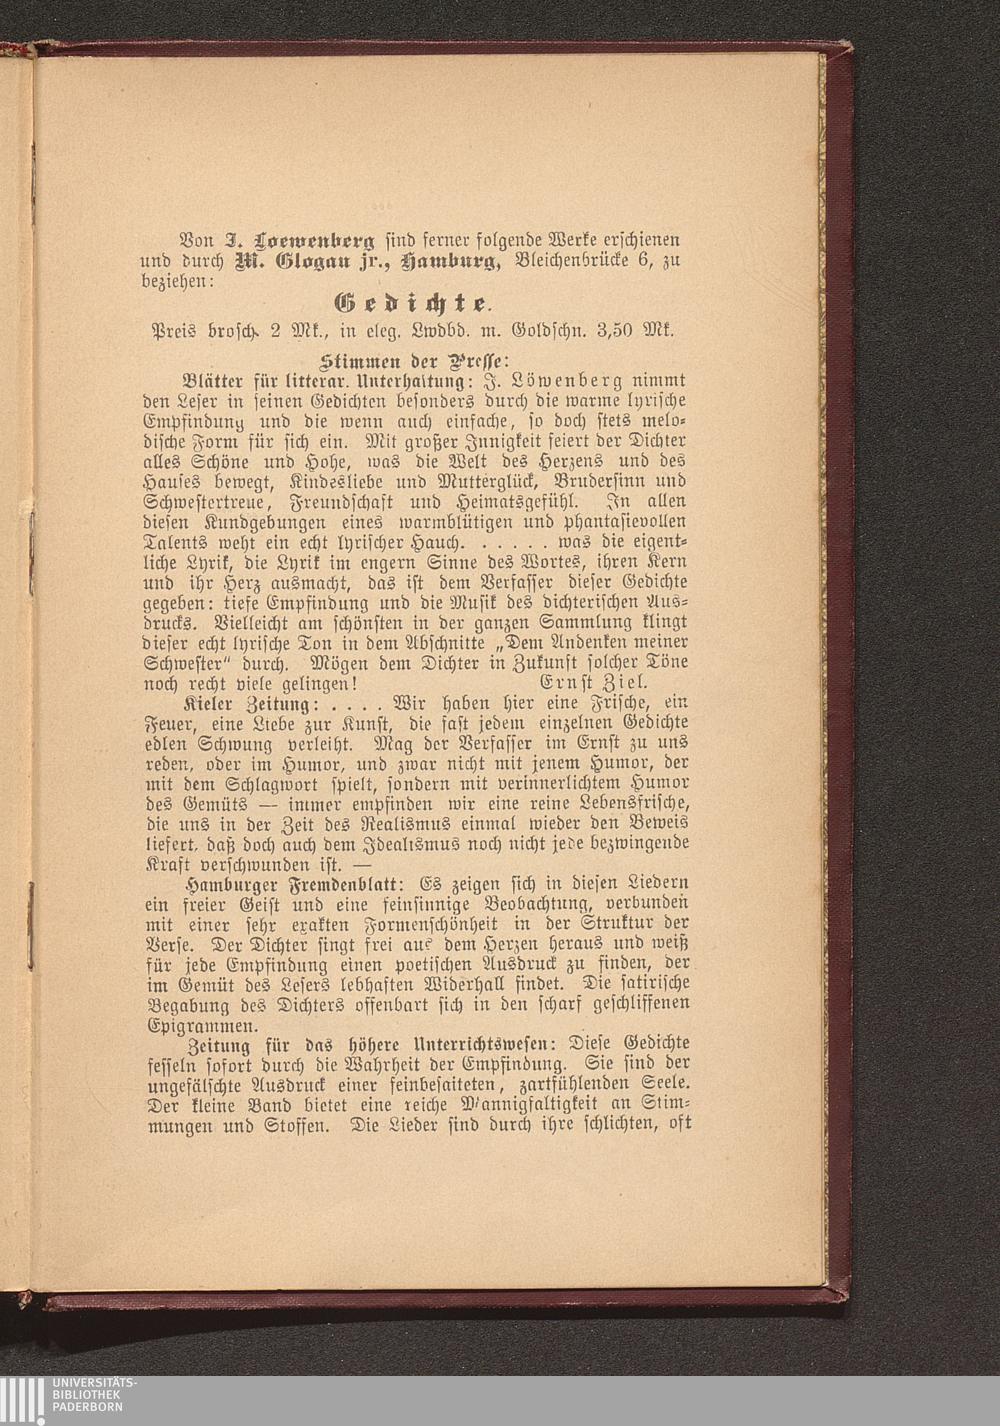 Von J. Loewenberg sind ferner folgende Werke erschienen
und durch M. Glogau jr., Hamburg, Bleichenbrücke 6, zu
beziehen:
Gedichte.
Preis brosch. 2 Mk., in eleg. Lwdbd. m. Goldschn. 3,50 Mk.
Stimmen der Presse:
Blätter für litterar. Unterhaltung: J. Löwenberg nimmt
den Leser in seinen Gedichten besonders durch die warme lyrische
Empfindung und die wenn auch einfache, so doch stets melo-
dische Form für sich ein. Mit großer Innigkeit feiert der Dichter
alles Schöne und Hohe, was die Welt des Herzens und des
Hauses bewegt, Kindesliebe und Mutterglück, Brudersinn und
Schwestertreue, Freundschaft und Heimatsgefühl. In allen
diesen Kundgebungen eines warmblütigen und phantasievollen
Talents weht ein echt lyrischer Hauch. . . . . . was die eigent-
liche Lyrik, die Lyrik im engern Sinne des Wortes, ihren Kern
und ihr Herz ausmacht, das ist dem Verfasser dieser Gedichte
gegeben: tiefe Empfindung und die Musik des dichterischen Aus-
drucks. Vielleicht am schönsten in der ganzen Sammlung klingt
dieser echt lyrische Ton in dem Abschnitte „Dem Andenken meiner
Schwester“ durch. Mögen dem Dichter in Zukunft solcher Töne
noch recht viele gelingen! Ernst Ziel.
Kieler Zeitung: . . . . Wir haben hier eine Frische, ein
Feuer, eine Liebe zur Kunst, die fast jedem einzelnen Gedichte
edlen Schwung verleiht. Mag der Verfasser im Ernst zu uns
reden, oder im Humor, und zwar nicht mit jenem Humor, der
mit dem Schlagwort spielt, sondern mit verinnerlichtem Humor
des Gemüts — immer empfinden wir eine reine Lebensfrische,
die uns in der Zeit des Realismus einmal wieder den Beweis
liefert, daß doch auch dem Idealismus noch nicht jede bezwingende
Kraft verschwunden ist. —
Hamburger Fremdenblatt: Es zeigen sich in diesen Liedern
ein freier Geist und eine feinsinnige Beobachtung, verbunden
mit einer sehr exakten Formenschönheit in der Struktur der
Verse. Der Dichter singt frei aus dem Herzen heraus und weiß
für jede Empfindung einen poetischen Ausdruck zu finden, der
im Gemüt des Lesers lebhaften Widerhall findet. Die satirische
Begabung des Dichters offenbart sich in den scharf geschliffenen
Epigrammen.
Zeitung für das höhere Unterrichtswesen: Diese Gedichte
fesseln sofort durch die Wahrheit der Empfindung. Sie sind der
ungefälschte Ausdruck einer feinbesaiteten, zartfühlenden Seele.
Der kleine Band bietet eine reiche Mannigfaltigkeit an Stim-
mungen und Stoffen. Die Lieder sind durch ihre schlichten, oft
UNIVERSITÄTS-
BIBLIOTHEK
PADERBORN